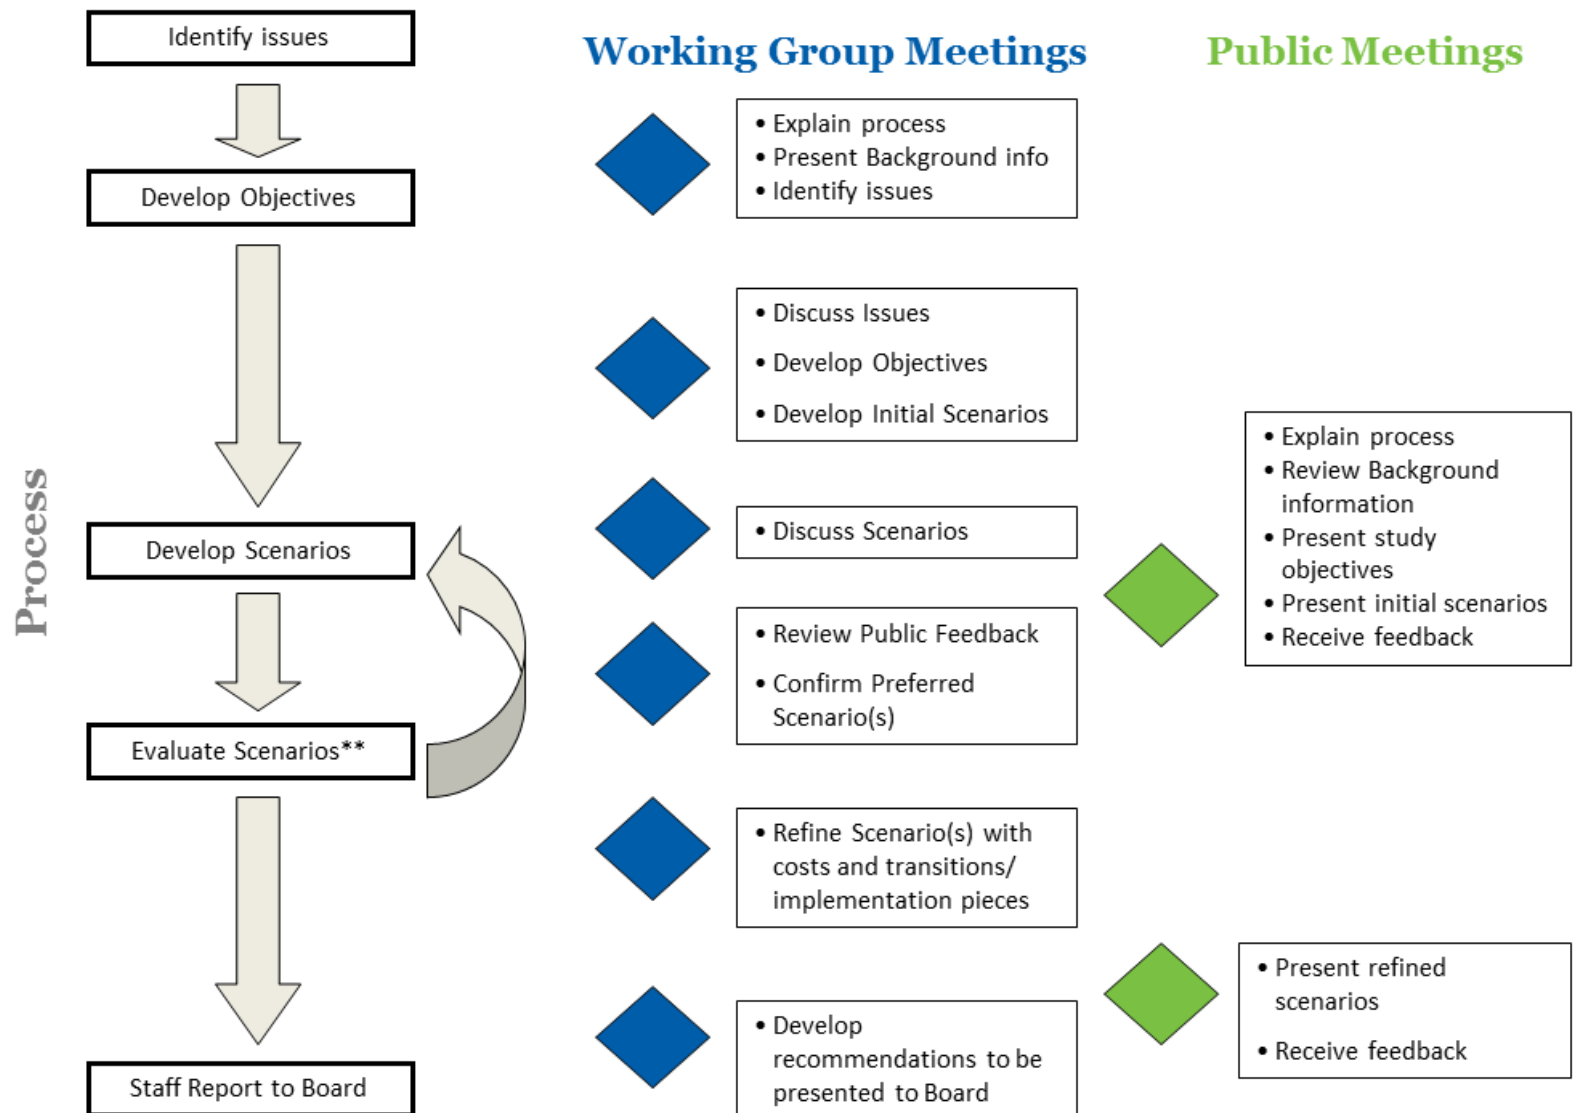 Identify issues
Develop Objectives
Develop Scenarios
Evaluate Scenarios**
Staff Report to Board
Process
Working Group Meetings
• Explain process
• Present Background info
• Identify issues
• Discuss Issues
• Develop Objectives
• Develop Initial Scenarios
• Discuss Scenarios
• Review Public Feedback
• Confirm Preferred
Scenario(s)
• Refine Scenario(s) with
costs and transitions/
implementation pieces
• Develop
recommendations to be
presented to Board
Public Meetings
• Explain process
• Review Background
information
• Present study
objectives
• Present initial scenarios
• Receive feedback
• Present refined
scenarios
• Receive feedback